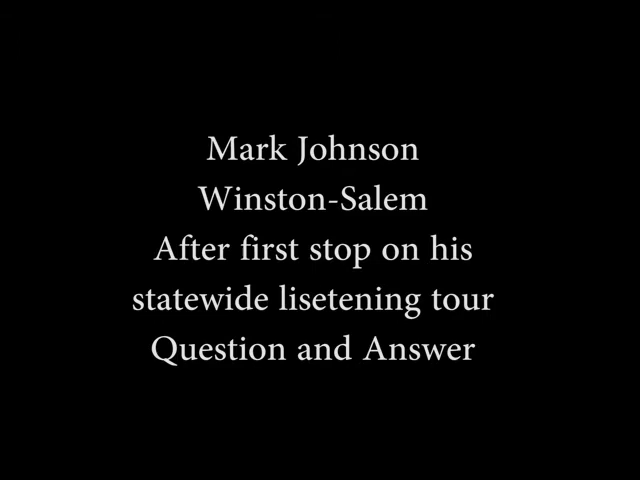 Mark Johnson
Winston-Salem
After first stop on his
statewide lisetening tour
Question and Answer